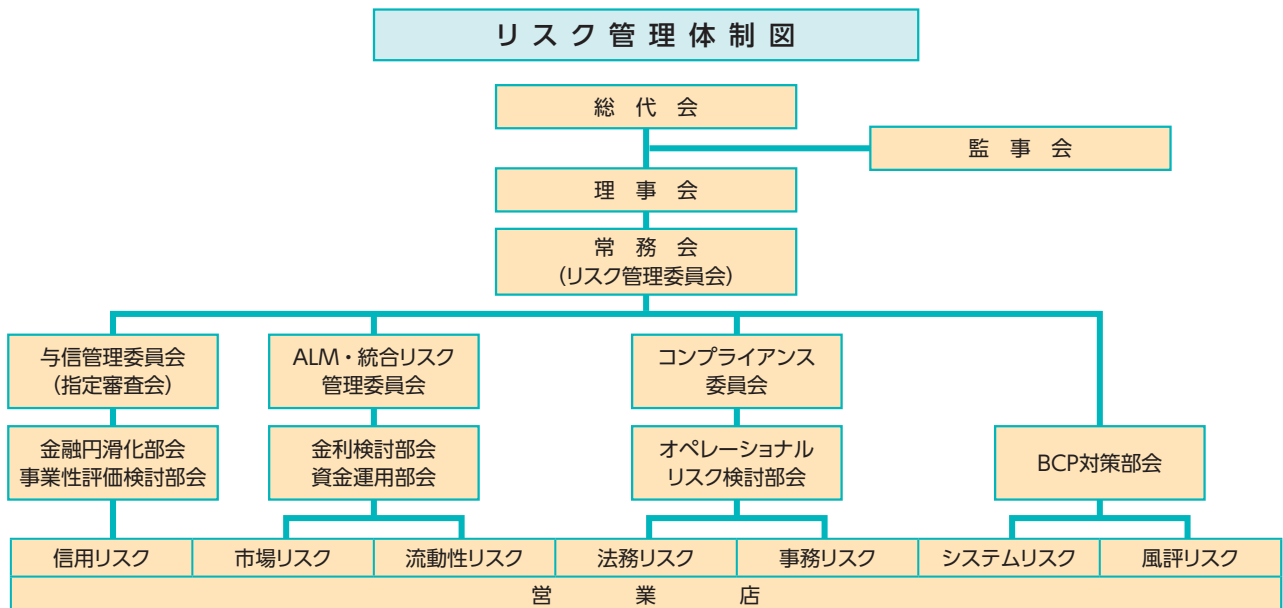 リスク管理体制図
総代会
監事会
理事会
常務会
(リスク管理委員会)
与信管理委員会
(指定審査会)
ALM・統合リスク
管理委員会
コンプライアンス
委員会
金融円滑化部会
事業性評価検討部会
金利検討部会
資金運用部会
オペレーショナル
リスク検討部会
BCP対策部会
信用リスク
市場リスク
流動性リスク
法務リスク
事務リスク
システムリスク
風評リスク
営業店